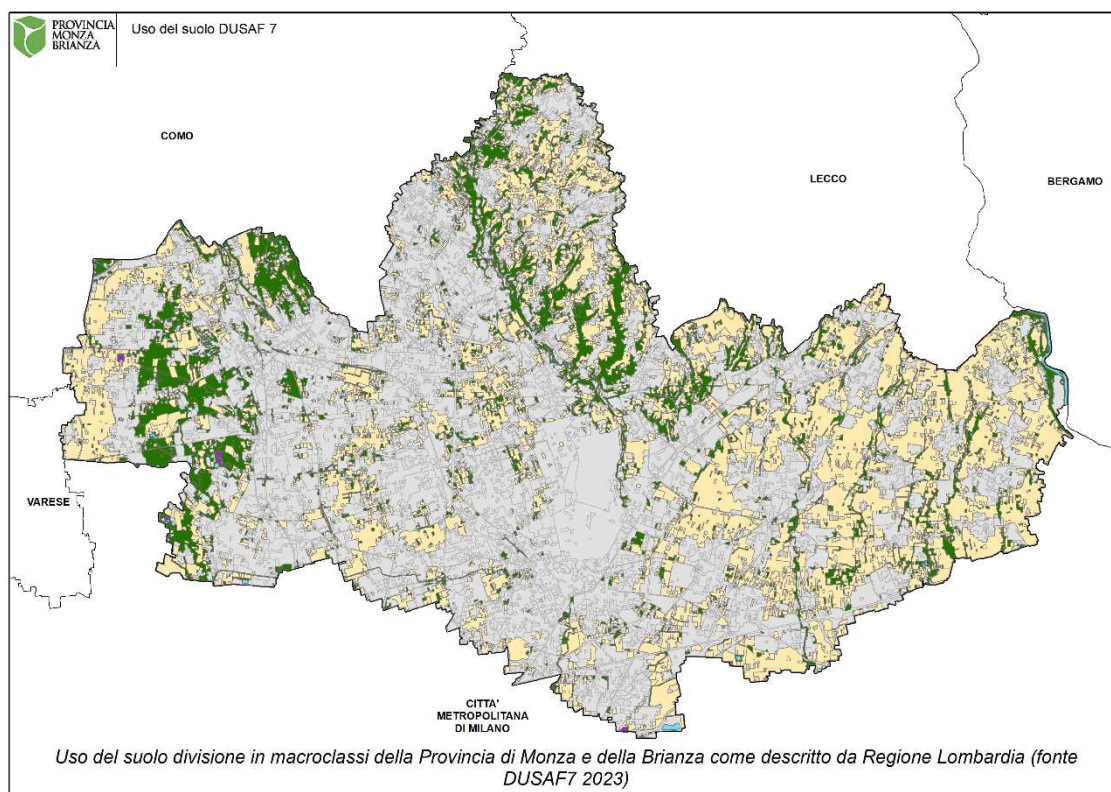 PROVINCIA
MONZA
BRIANZA
Uso del suolo DUSAF 7
COMO
LECCO
BERGAMO
VARESE
CITTA'
METROPOLITANA
DI MILANO
Uso del suolo divisione in macroclassi della Provincia di Monza e della Brianza come descritto da Regione Lombardia (fonte
DUSAF7 2023)